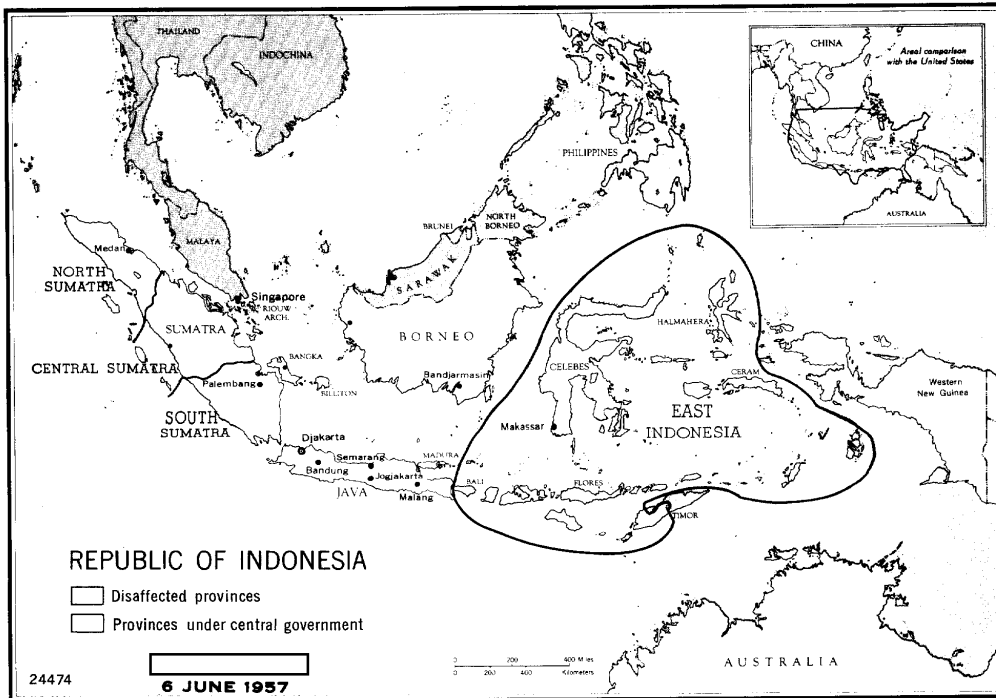 THAILAND
INDOCHINA
PHILIPPINES
CHINA
Areal comparison
with the United States
AUSTRALIA
Medan
MALAYA
NORTH
SUMATRA
Singapore
RIOUW
ARCH.
SUMATRA
BRUNEI
NORTH
BORNEO
SARAWAK
BORNEO
HALMAHERA
CENTRAL SUMATRA
BANGKA
Palembang
BILLITON
Bandjarmasin
CELEBES
CERAM
Western
New Guinea
SOUTH
SUMATRA
Makassar
EAST
INDONESIA
Djakarta
Semarang
MADURA
Bandung
Jogjakarta
JAVA
Malang
BALI
FLORES
TIMOR
REPUBLIC OF INDONESIA
Disaffected provinces
Provinces under central government
0 200 400 Miles
0 200 400 Kilometers
AUSTRALIA
24474
6 JUNE 1957